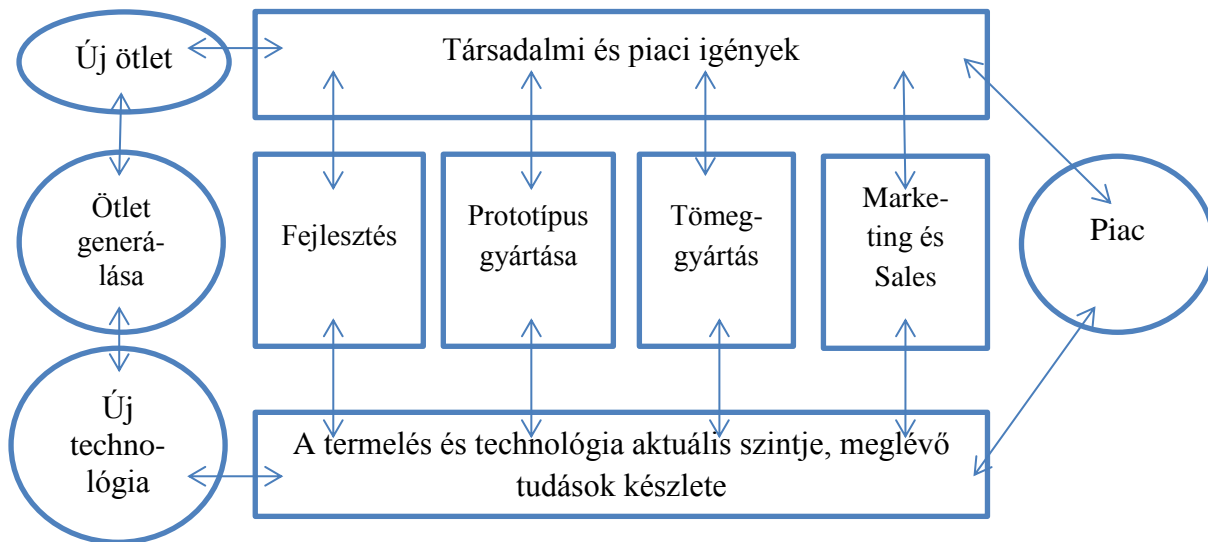 Új ötlet
Társadalmi és piaci igények
Ötlet
generá-
lása
Fejlesztés
Prototípus
gyártása
Tömeg-
gyártás
Marke-
ting és
Sales
Piac
Új
techno-
lógia
A termelés és technológia aktuális szintje, meglévő
tudások készlete